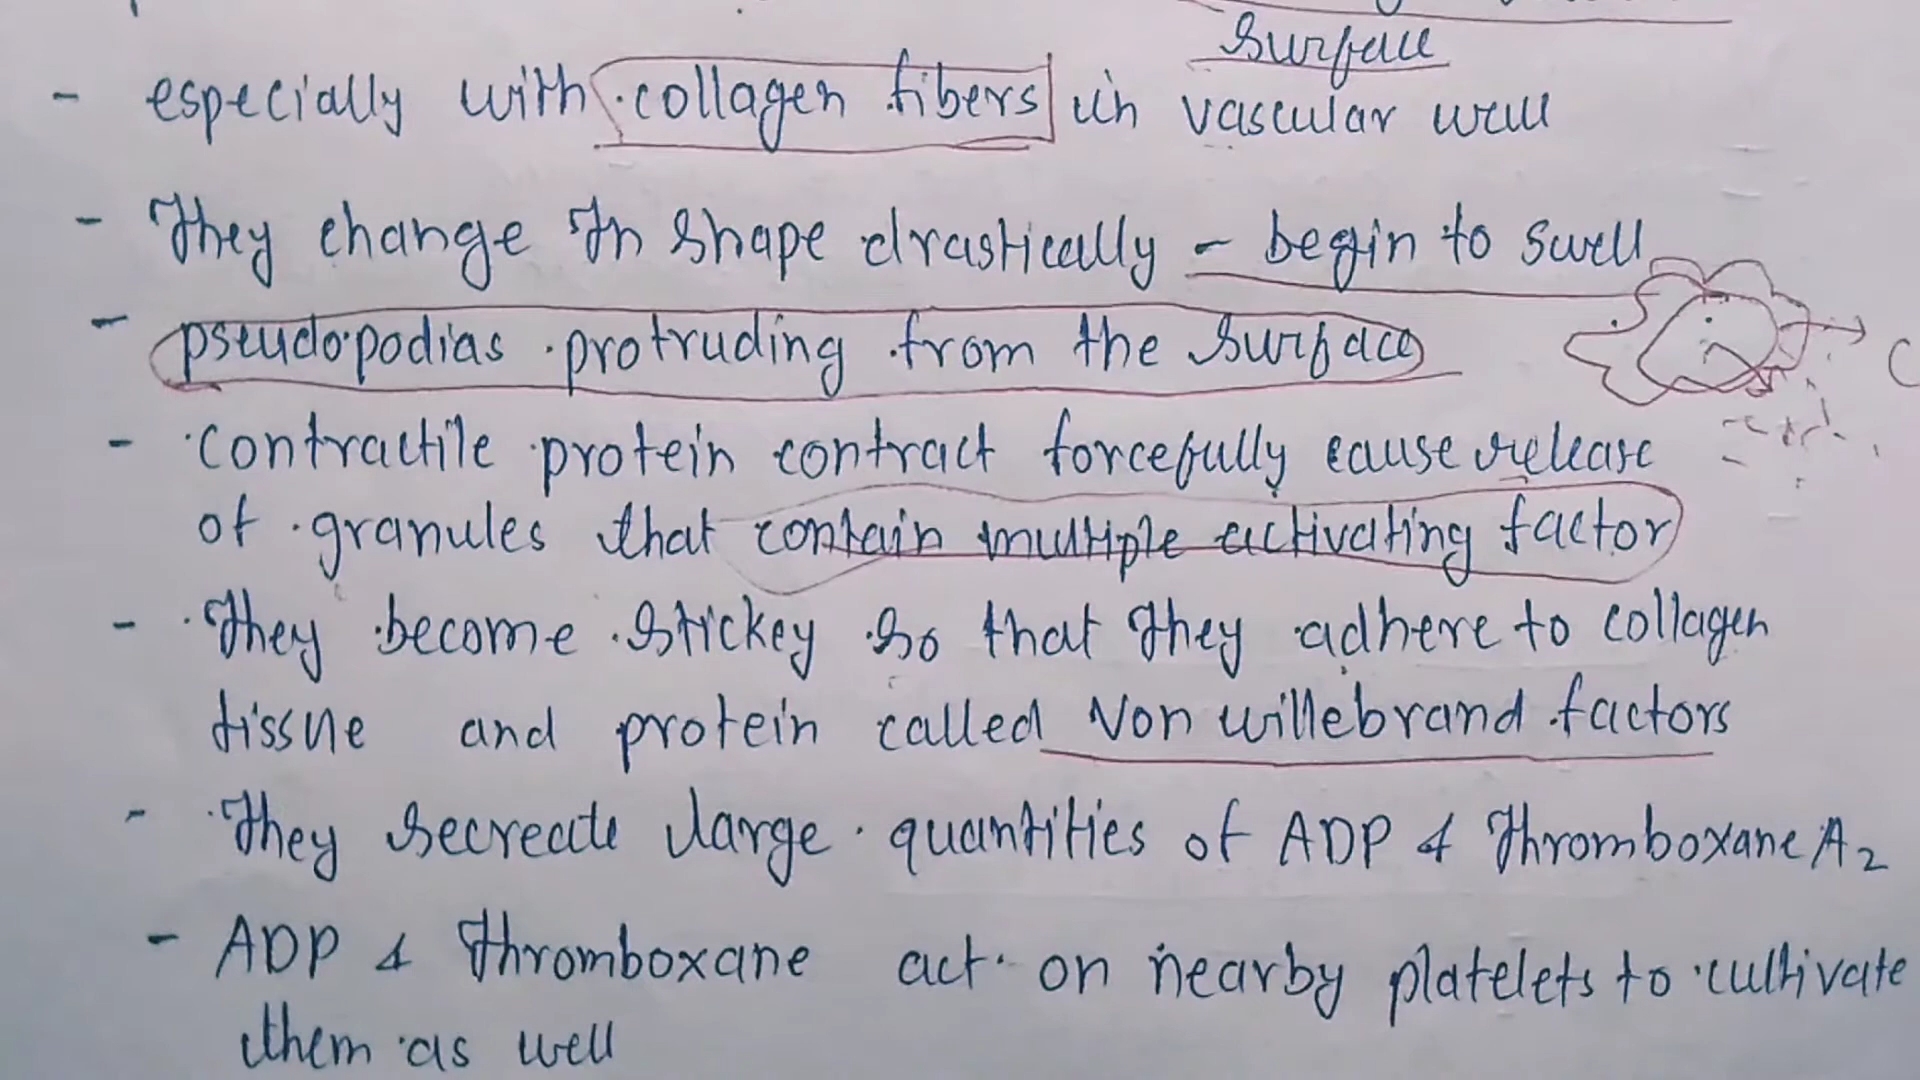 surface
- especially with collagen fibers in vascular wall
- They change In shape drastically - begin to swell
- pseudopodias protruding from the surface
- contractile protein contract forcefully cause release
of granules that contain multiple activating factor
- They become stickey so that they adhere to collagen
tissue and protein called Von willebrand factors
- They secreate large quantities of ADP & Thromboxane A2
- ADP & Thromboxane act on nearby platelets to cultivate
them as well